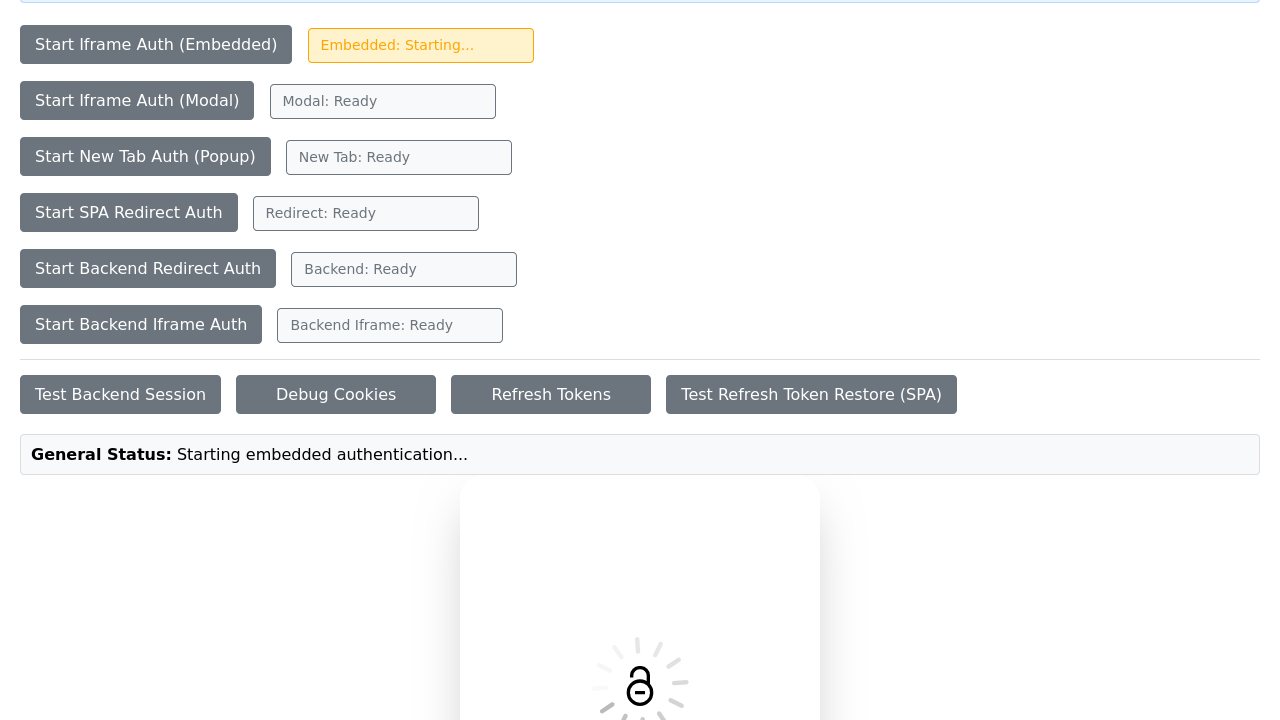 Start Iframe Auth (Embedded)
Embedded: Starting...
Start Iframe Auth (Modal)
Modal: Ready
Start New Tab Auth (Popup)
New Tab: Ready
Start SPA Redirect Auth
Redirect: Ready
Start Backend Redirect Auth
Backend: Ready
Start Backend Iframe Auth
Backend Iframe: Ready
Test Backend Session
Debug Cookies
Refresh Tokens
Test Refresh Token Restore (SPA)
General Status: Starting embedded authentication...